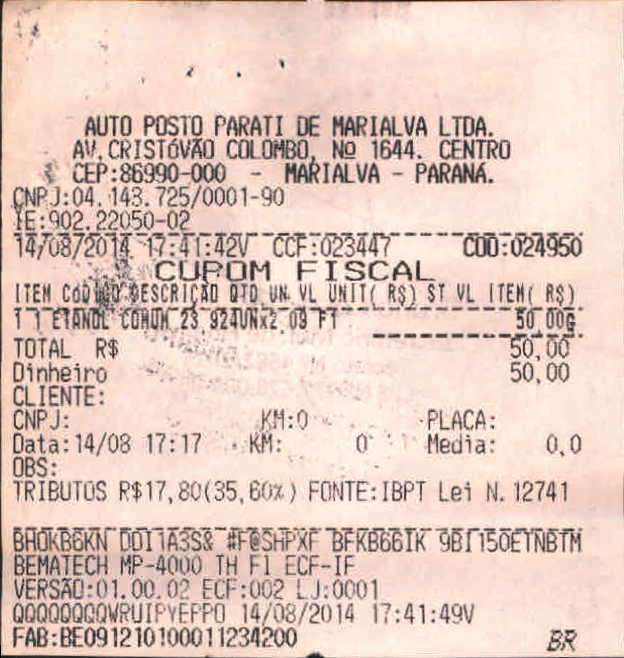 AUTO POSTO PARATI DE MARIALVA LTDA.
AV.CRISTÓVÃO COLOMBO, Nº 1644. CENTRO
CEP:86990-000 - MARIALVA - PARANÁ.
CNPJ:04.143.725/0001-90
IE:902.22050-02
14/08/2014 17:41:42V CCF:023447 COO:024950
CUPOM FISCAL
ITEM CÓDIGO DESCRIÇÃO QTD UN. VL UNIT( R$) ST VL ITEM( R$)
1 1 ETANOL COMUM 23,924UNx2,09 F1 50,00G
TOTAL R$ 50,00
Dinheiro 50,00
CLIENTE:
CNPJ: KM:0 PLACA:
Data:14/08 17:17 KM: 0 Media: 0,0
OBS:
TRIBUTOS R$17,80(35,60%) FONTE:IBPT Lei N.12741
BHOKB6KN DDI1A3S& #F@SHPXF BFKB66IK 9BI150ETNBTM
BEMATECH MP-4000 TH FI ECF-IF
VERSÃO:01.00.02 ECF:002 LJ:0001
QQQQQQQQWRUIPYEPPO 14/08/2014 17:41:49V
FAB:BE091210100011234200 BR